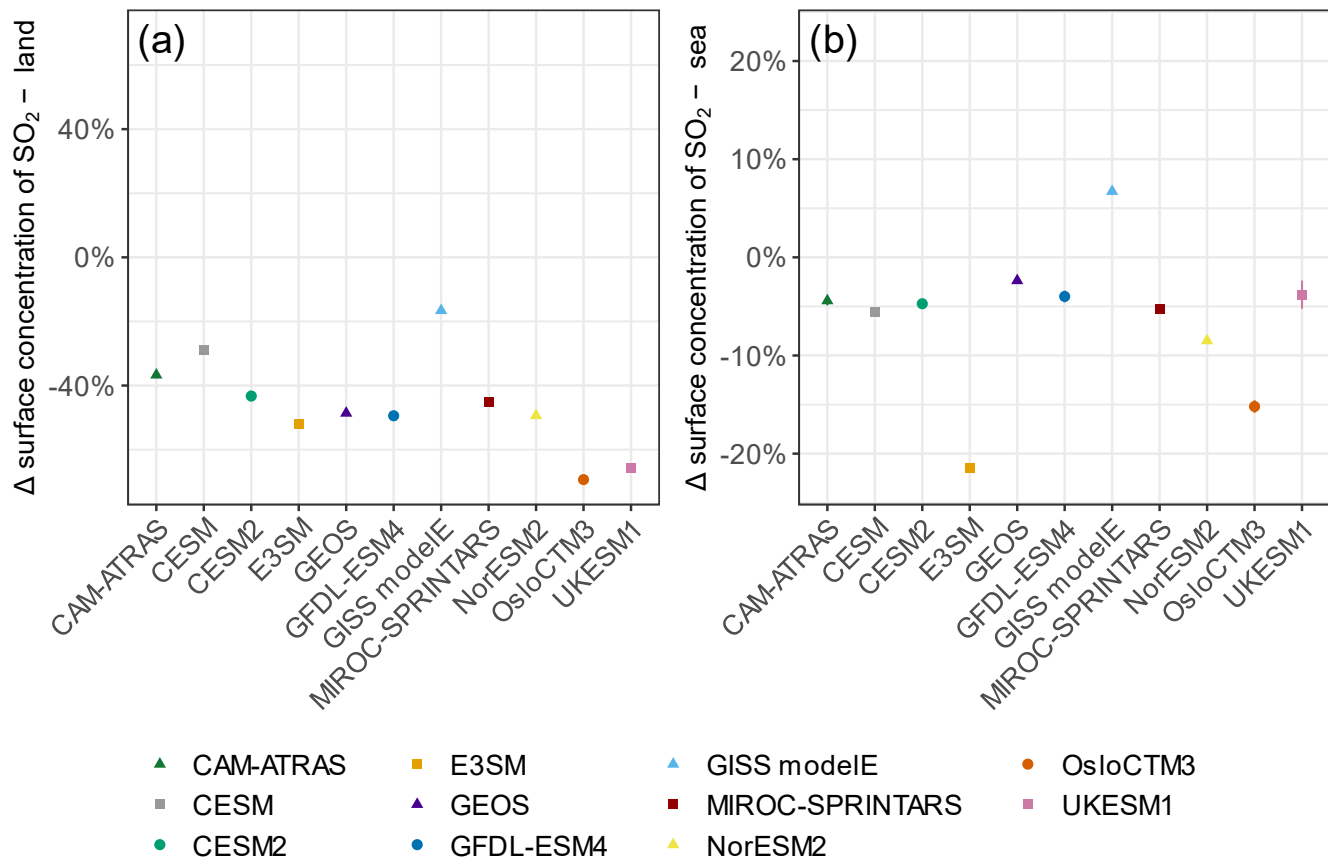 (a)
Δ surface concentration of SO₂ − land
40%
0%
-40%
CAM-ATRAS
CESM
CESM2
E3SM
GEOS
GFDL-ESM4
GISS modelE
MIROC-SPRINTARS
NorESM2
OsloCTM3
UKESM1
(b)
Δ surface concentration of SO₂ − sea
20%
10%
0%
-10%
-20%
CAM-ATRAS
CESM
CESM2
E3SM
GEOS
GFDL-ESM4
GISS modelE
MIROC-SPRINTARS
NorESM2
OsloCTM3
UKESM1
CAM-ATRAS
CESM
CESM2
E3SM
GEOS
GFDL-ESM4
GISS modelE
MIROC-SPRINTARS
NorESM2
OsloCTM3
UKESM1